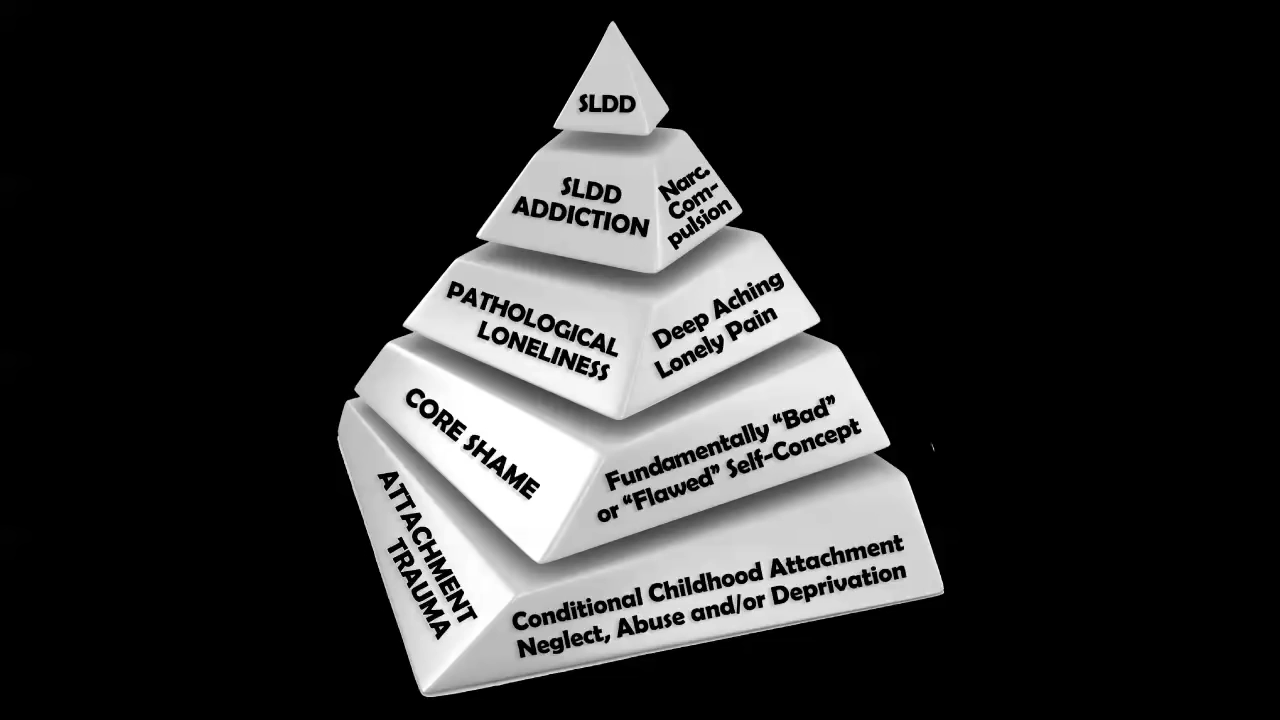 SLDD
SLDD
ADDICTION
Narc.
Com-
pulsion
PATHOLOGICAL
LONELINESS
Deep Aching
Lonely Pain
CORE SHAME
Fundamentally “Bad”
or “Flawed” Self-Concept
ATTACHMENT
TRAUMA
Conditional Childhood Attachment
Neglect, Abuse and/or Deprivation